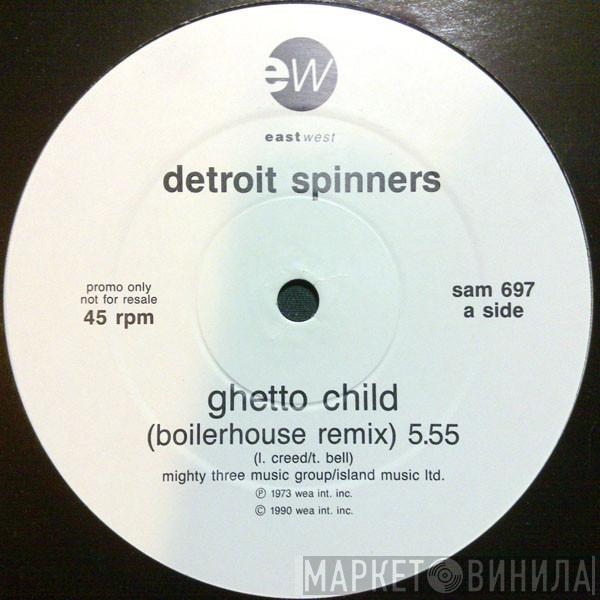 ew
eastwest
detroit spinners
promo only
not for resale
45 rpm
sam 697
a side
ghetto child
(boilerhouse remix) 5.55
(l. creed/t. bell)
mighty three music group/island music ltd.
℗ 1973 wea int. inc.
© 1990 wea int. inc.
МАРКЕТ ВИНИЛА